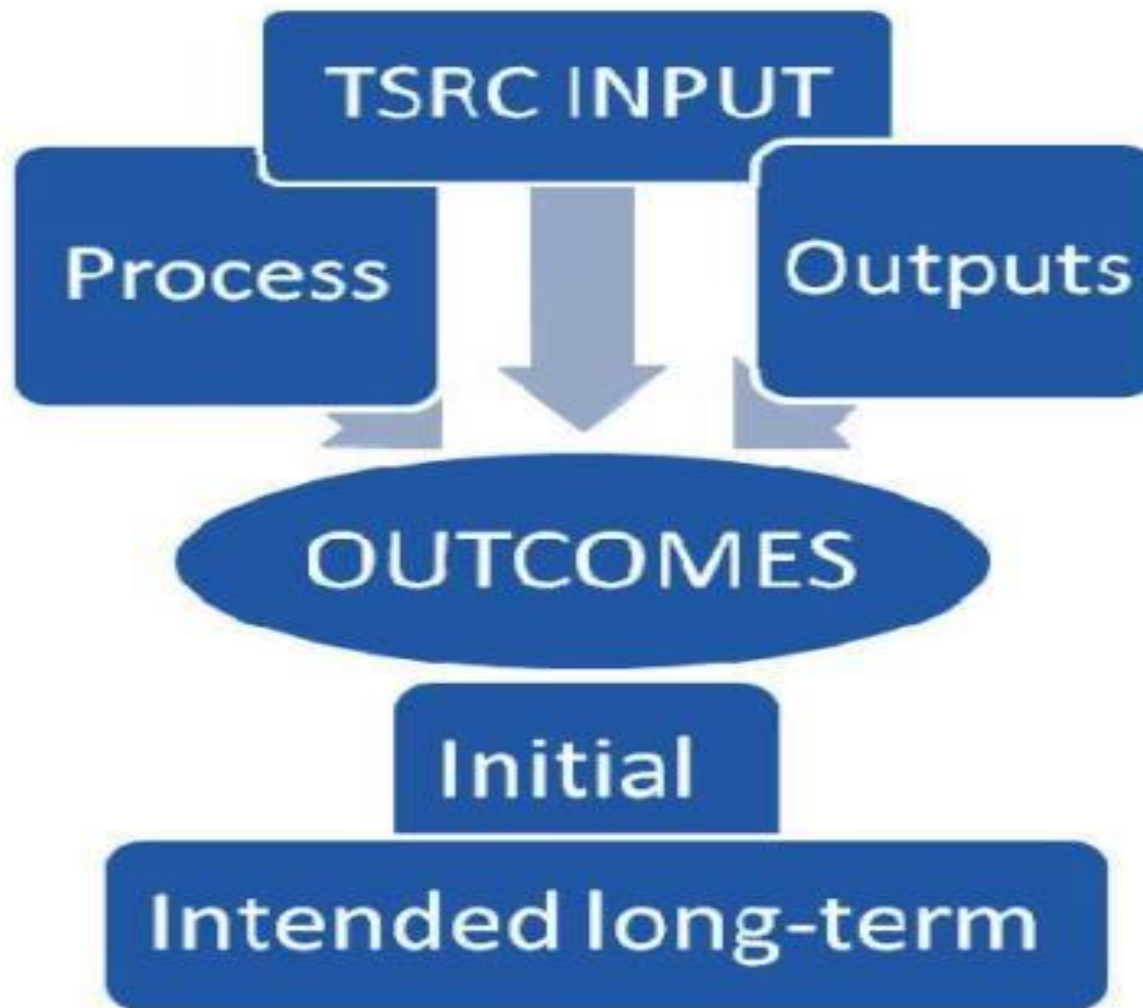 TSRC INPUT
Process
Outputs
OUTCOMES
Initial
Intended long-term